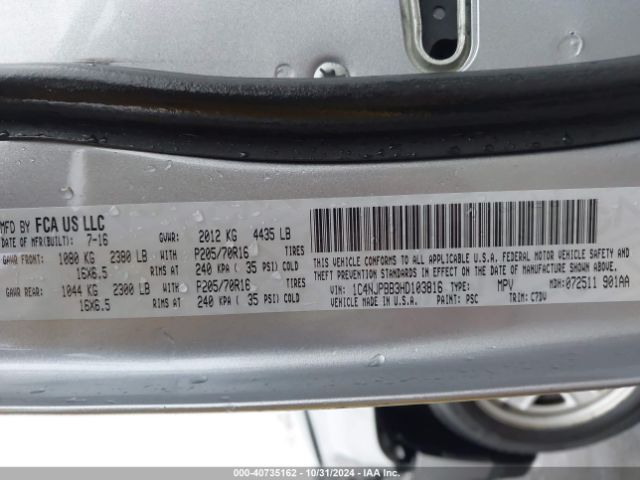 MFD BY FCA US LLC
DATE OF MFR(BUILT): 7-16 GVWR: 2012 KG 4435 LB
GAWR FRONT: 1080 KG 2380 LB WITH P205/70R16 TIRES
16X6.5 RIMS AT 240 KPA ( 35 PSI) COLD
GAWR REAR: 1044 KG 2300 LB WITH P205/70R16 TIRES
16X6.5 RIMS AT 240 KPA ( 35 PSI) COLD
THIS VEHICLE CONFORMS TO ALL APPLICABLE U.S.A. FEDERAL MOTOR VEHICLE SAFETY AND
THEFT PREVENTION STANDARDS IN EFFECT ON THE DATE OF MANUFACTURE SHOWN ABOVE.
VIN: 1C4NJPBB3HD103816 TYPE: MPV MDH: 072511 901AA
VEHICLE MADE IN U.S.A. PAINT: PSC TRIM: C7DV
000-40735162 - 10/31/2024 - IAA Inc.